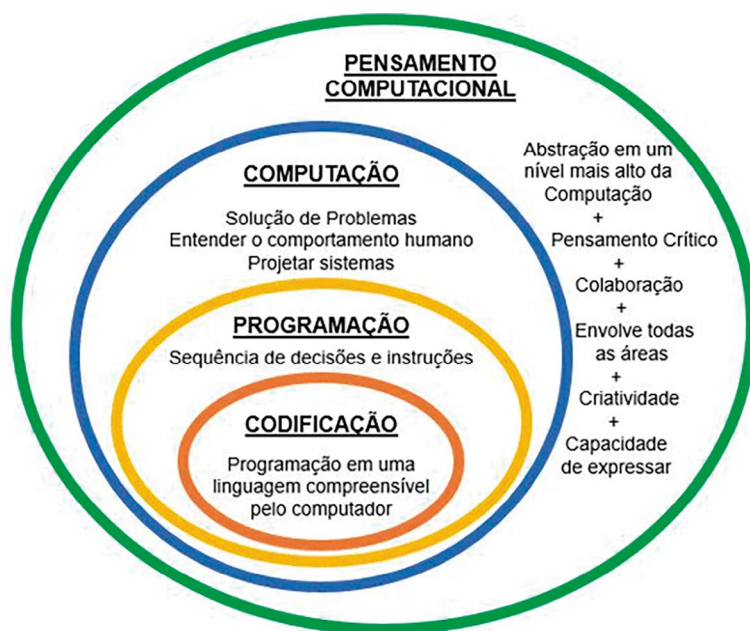 PENSAMENTO
COMPUTACIONAL
COMPUTAÇÃO
Solução de Problemas
Entender o comportamento humano
Projetar sistemas
PROGRAMAÇÃO
Sequência de decisões e instruções
CODIFICAÇÃO
Programação em uma
linguagem compreensível
pelo computador
Abstração em um
nível mais alto da
Computação
+
Pensamento Crítico
+
Colaboração
+
Envolve todas
as áreas
+
Criatividade
+
Capacidade
de expressar